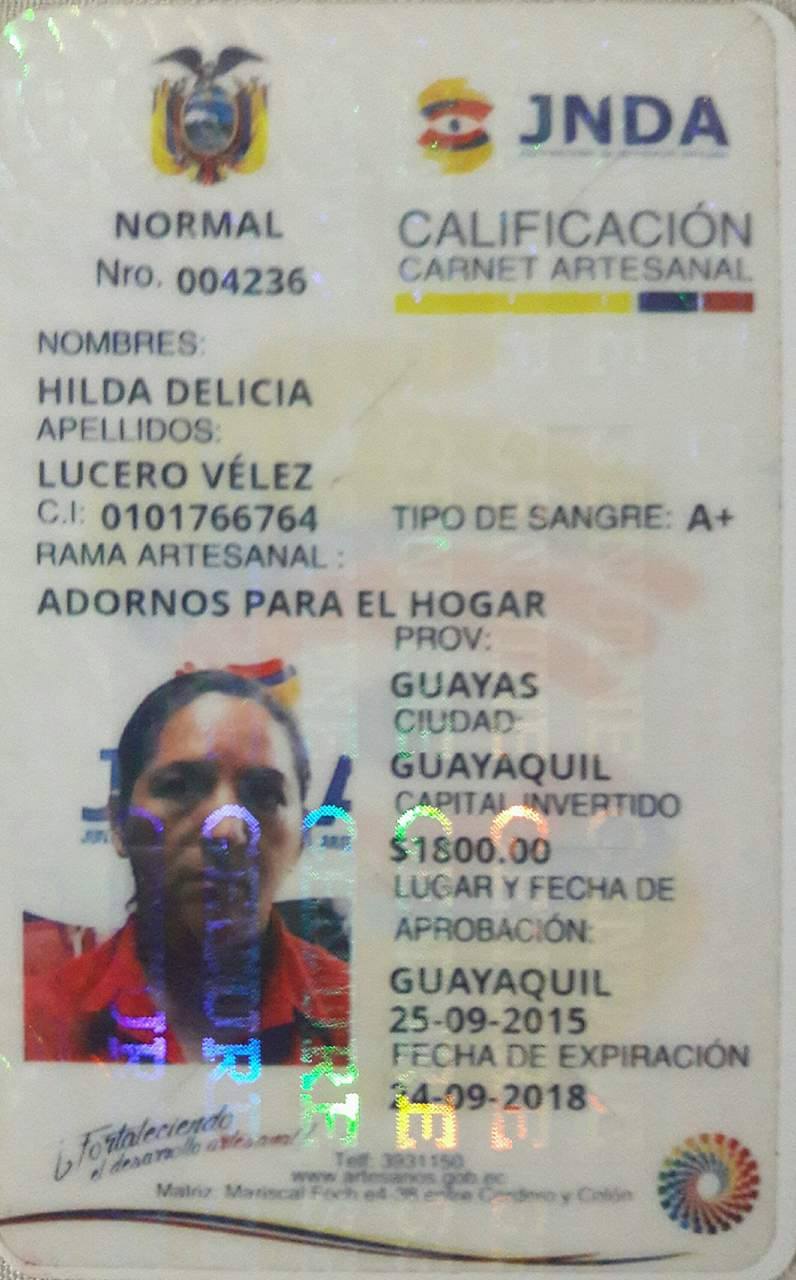 JNDA
NORMAL
Nro. 004236
CALIFICACIÓN
CARNET ARTESANAL
NOMBRES:
HILDA DELICIA
APELLIDOS:
LUCERO VÉLEZ
C.I: 0101766764
TIPO DE SANGRE: A+
RAMA ARTESANAL :
ADORNOS PARA EL HOGAR
PROV:
GUAYAS
CIUDAD:
GUAYAQUIL
CAPITAL INVERTIDO
$1800.00
LUGAR Y FECHA DE
APROBACIÓN:
GUAYAQUIL
25-09-2015
FECHA DE EXPIRACIÓN
24-09-2018
¡Fortaleciendo
el desarrollo artesanal!
Telf: 3931150
www.artesanos.gob.ec
Matriz: Mariscal Foch e4-38 entre Cordero y Colón